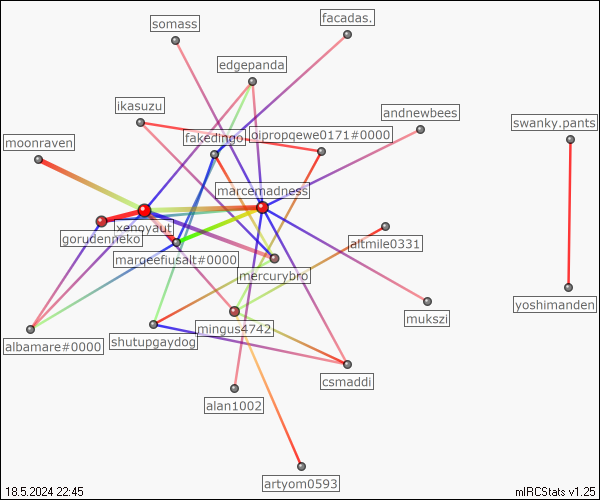 somass
facadas.
edgepanda
ikasuzu
andnewbees
swanky.pants
fakedingo
oipropqewe0171#0000
moonraven
marcemadness
xenoyaut
gorudenneko
altmile0331
marqeefiusalt#0000
mercurybro
mukszi
yoshimanden
mingus4742
shutupgaydog
albamare#0000
csmaddi
alan1002
artyom0593
18.5.2024 22:45
mIRCStats v1.25